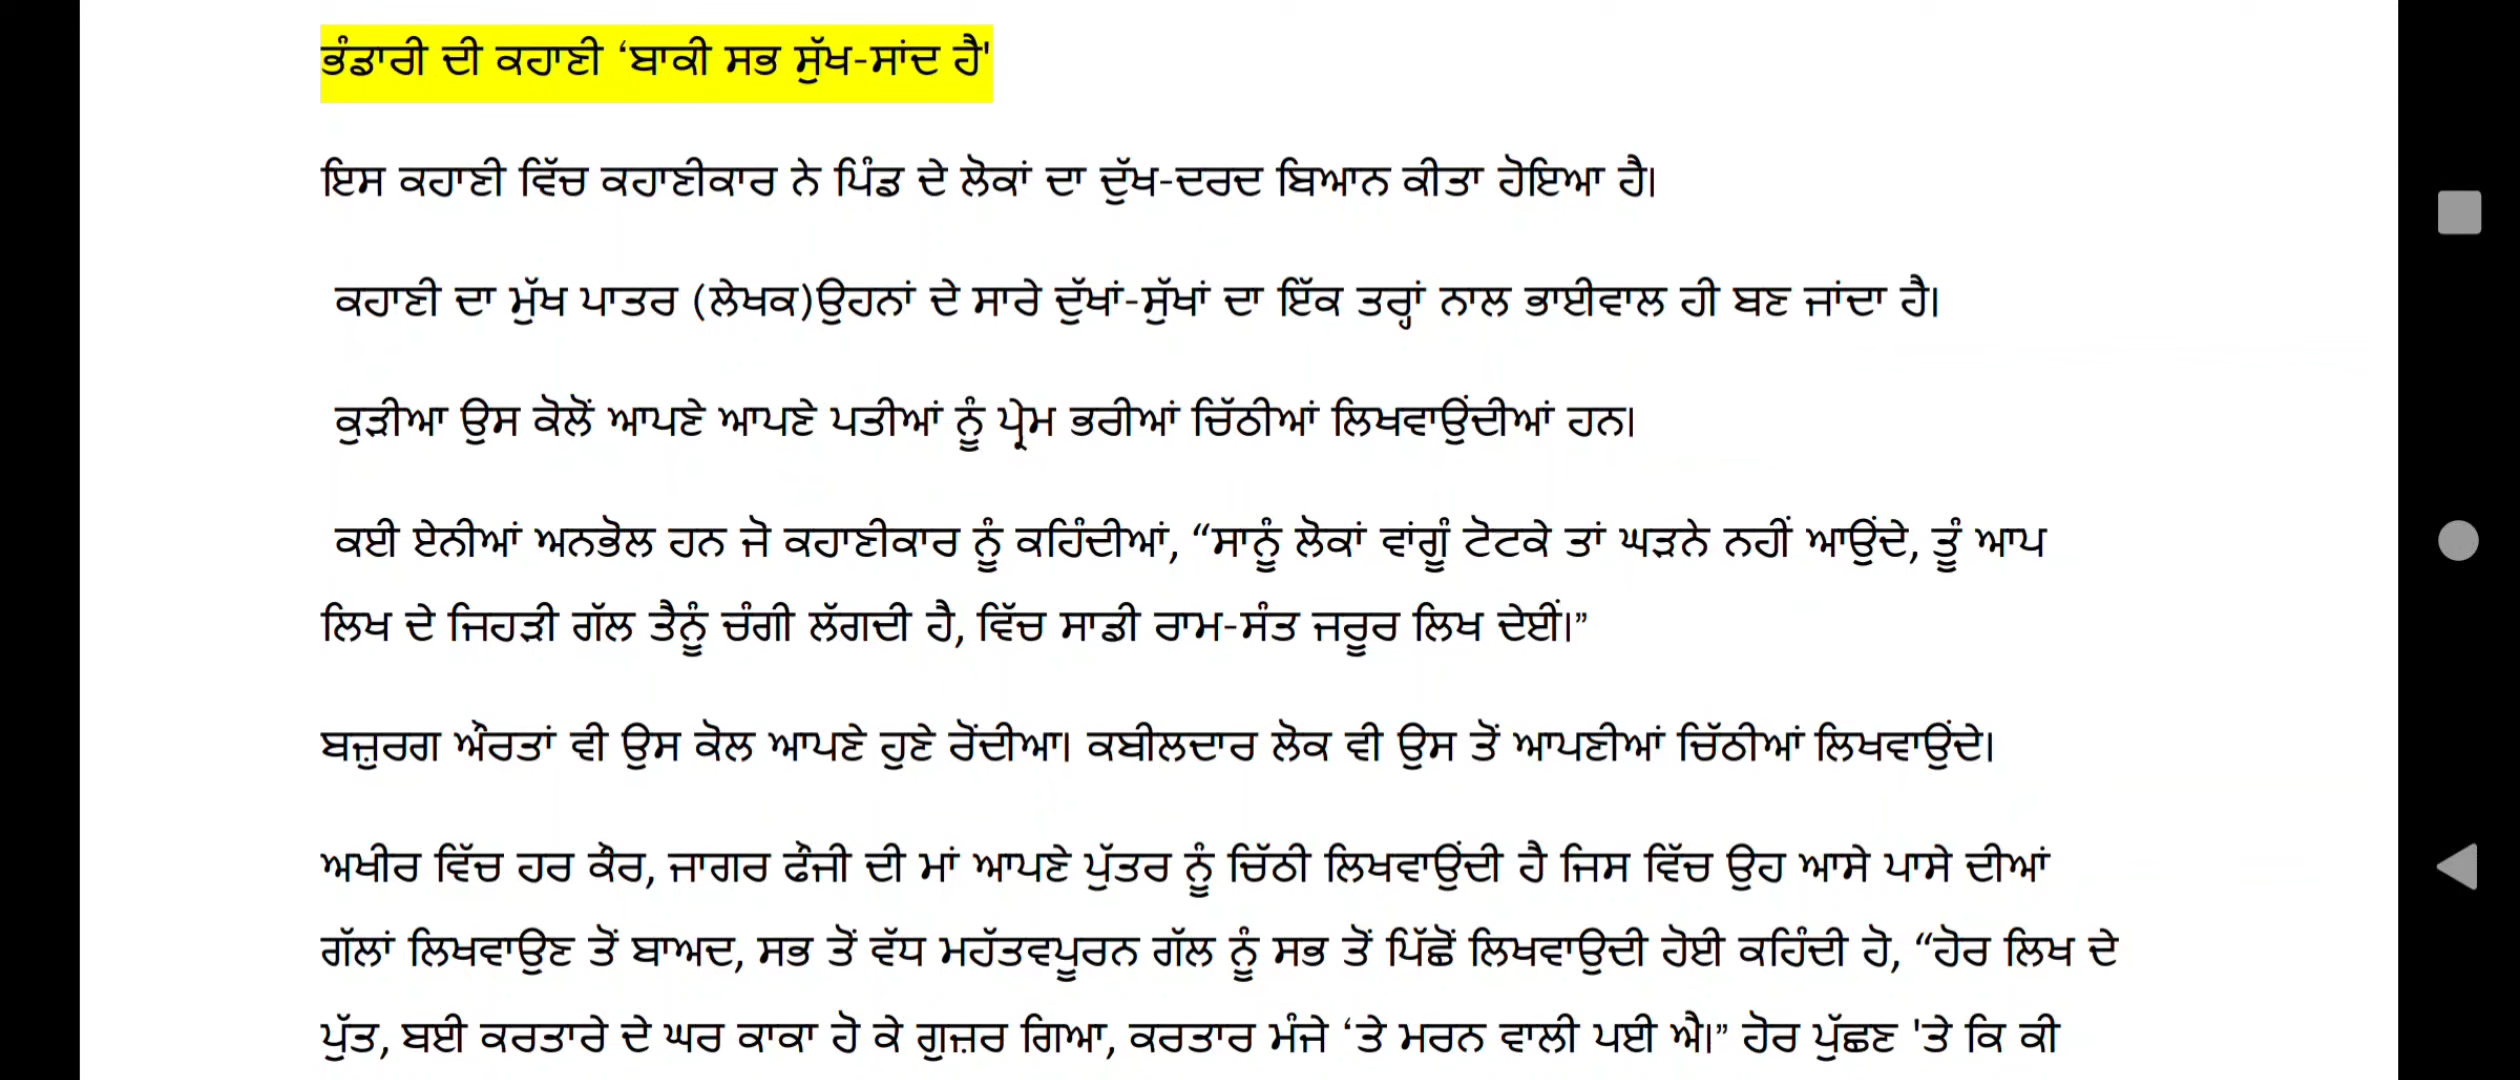 ਭੰਡਾਰੀ ਦੀ ਕਹਾਣੀ ‘ਬਾਕੀ ਸਭ ਸੁੱਖ-ਸਾਂਦ ਹੈ'
ਇਸ ਕਹਾਣੀ ਵਿੱਚ ਕਹਾਣੀਕਾਰ ਨੇ ਪਿੰਡ ਦੇ ਲੋਕਾਂ ਦਾ ਦੁੱਖ-ਦਰਦ ਬਿਆਨ ਕੀਤਾ ਹੋਇਆ ਹੈ।
ਕਹਾਣੀ ਦਾ ਮੁੱਖ ਪਾਤਰ (ਲੇਖਕ)ਉਹਨਾਂ ਦੇ ਸਾਰੇ ਦੁੱਖਾਂ-ਸੁੱਖਾਂ ਦਾ ਇੱਕ ਤਰ੍ਹਾਂ ਨਾਲ ਭਾਈਵਾਲ ਹੀ ਬਣ ਜਾਂਦਾ ਹੈ।
ਕੁੜੀਆ ਉਸ ਕੋਲੋਂ ਆਪਣੇ ਆਪਣੇ ਪਤੀਆਂ ਨੂੰ ਪ੍ਰੇਮ ਭਰੀਆਂ ਚਿੱਠੀਆਂ ਲਿਖਵਾਉਂਦੀਆਂ ਹਨ।
ਕਈ ਏਨੀਆਂ ਅਨਭੋਲ ਹਨ ਜੋ ਕਹਾਣੀਕਾਰ ਨੂੰ ਕਹਿੰਦੀਆਂ, “ਸਾਨੂੰ ਲੋਕਾਂ ਵਾਂਗੂੰ ਟੋਟਕੇ ਤਾਂ ਘੜਨੇ ਨਹੀਂ ਆਉਂਦੇ, ਤੂੰ ਆਪ
ਲਿਖ ਦੇ ਜਿਹੜੀ ਗੱਲ ਤੈਨੂੰ ਚੰਗੀ ਲੱਗਦੀ ਹੈ, ਵਿੱਚ ਸਾਡੀ ਰਾਮ-ਸੰਤ ਜਰੂਰ ਲਿਖ ਦੇਈਂ।”
ਬਜ਼ੁਰਗ ਔਰਤਾਂ ਵੀ ਉਸ ਕੋਲ ਆਪਣੇ ਹੁਣੇ ਰੋਂਦੀਆ। ਕਬੀਲਦਾਰ ਲੋਕ ਵੀ ਉਸ ਤੋਂ ਆਪਣੀਆਂ ਚਿੱਠੀਆਂ ਲਿਖਵਾਉਂਦੇ।
ਅਖੀਰ ਵਿੱਚ ਹਰ ਕੌਰ, ਜਾਗਰ ਫੌਜੀ ਦੀ ਮਾਂ ਆਪਣੇ ਪੁੱਤਰ ਨੂੰ ਚਿੱਠੀ ਲਿਖਵਾਉਂਦੀ ਹੈ ਜਿਸ ਵਿੱਚ ਉਹ ਆਸੇ ਪਾਸੇ ਦੀਆਂ
ਗੱਲਾਂ ਲਿਖਵਾਉਣ ਤੋਂ ਬਾਅਦ, ਸਭ ਤੋਂ ਵੱਧ ਮਹੱਤਵਪੂਰਨ ਗੱਲ ਨੂੰ ਸਭ ਤੋਂ ਪਿੱਛੋਂ ਲਿਖਵਾਉਦੀ ਹੋਈ ਕਹਿੰਦੀ ਹੋ, “ਹੋਰ ਲਿਖ ਦੇ
ਪੁੱਤ, ਬਈ ਕਰਤਾਰੇ ਦੇ ਘਰ ਕਾਕਾ ਹੋ ਕੇ ਗੁਜ਼ਰ ਗਿਆ, ਕਰਤਾਰ ਮੰਜੇ ‘ਤੇ ਮਰਨ ਵਾਲੀ ਪਈ ਐ।” ਹੋਰ ਪੁੱਛਣ 'ਤੇ ਕਿ ਕੀ